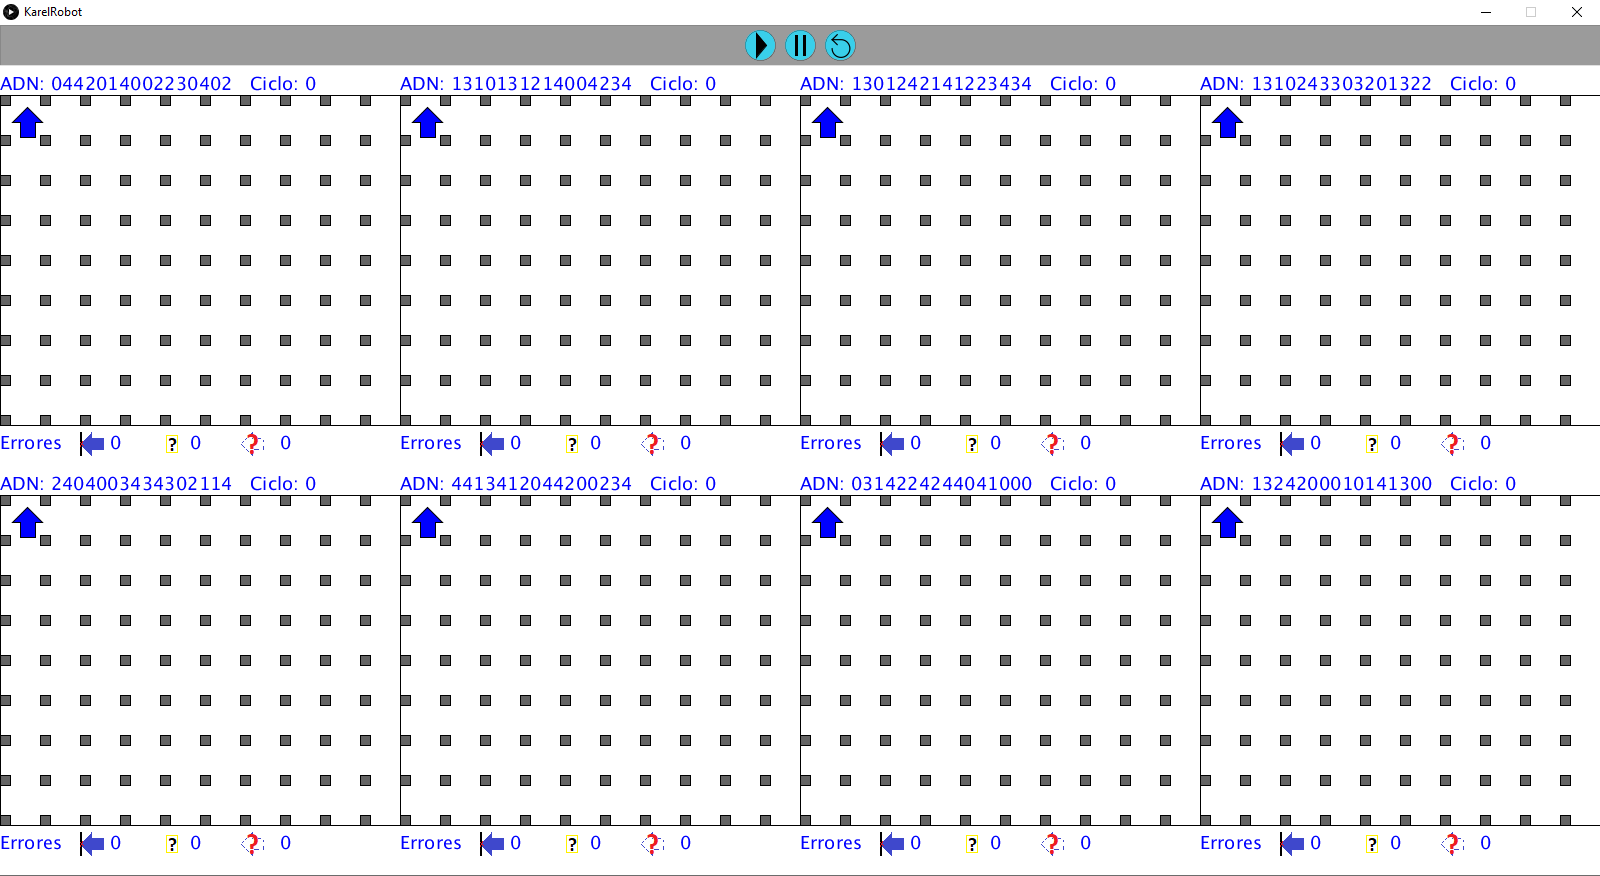 KarelRobot
ADN: 0442014002230402 Ciclo: 0
ADN: 1310131214004234 Ciclo: 0
ADN: 1301242141223434 Ciclo: 0
ADN: 1310243303201322 Ciclo: 0
Errores 0 ? 0 ? 0
Errores 0 ? 0 ? 0
Errores 0 ? 0 ? 0
Errores 0 ? 0 ? 0
ADN: 2404003434302114 Ciclo: 0
ADN: 4413412044200234 Ciclo: 0
ADN: 0314224244041000 Ciclo: 0
ADN: 1324200010141300 Ciclo: 0
Errores 0 ? 0 ? 0
Errores 0 ? 0 ? 0
Errores 0 ? 0 ? 0
Errores 0 ? 0 ? 0